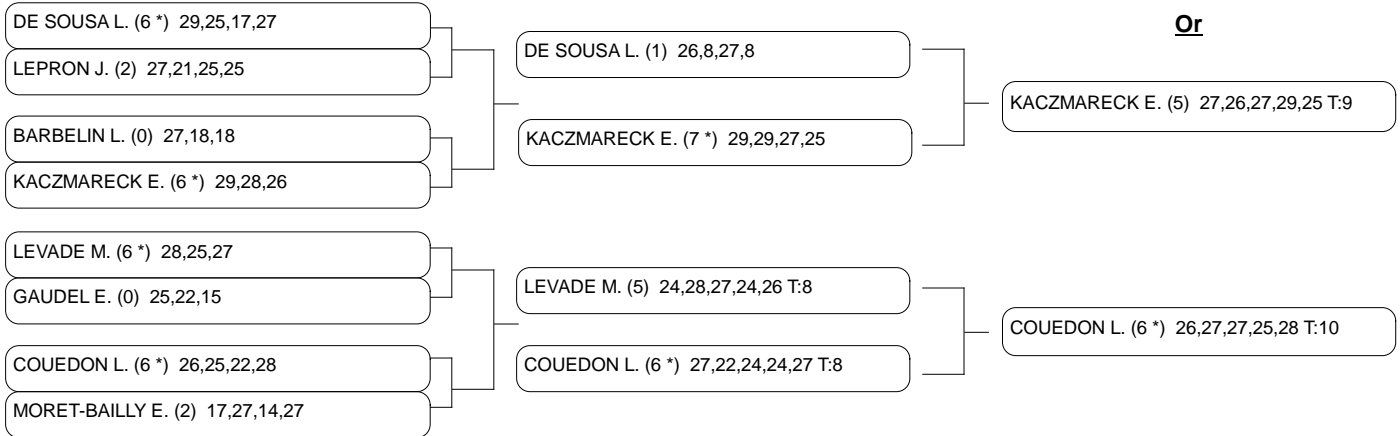 DE SOUSA L. (6 *) 29,25,17,27
LEPRON J. (2) 27,21,25,25
BARBELIN L. (0) 27,18,18
KACZMARECK E. (6 *) 29,28,26
LEVADE M. (6 *) 28,25,27
GAUDEL E. (0) 25,22,15
COUEDON L. (6 *) 26,25,22,28
MORET-BAILLY E. (2) 17,27,14,27
DE SOUSA L. (1) 26,8,27,8
KACZMARECK E. (7 *) 29,29,27,25
LEVADE M. (5) 24,28,27,24,26 T:8
COUEDON L. (6 *) 27,22,24,24,27 T:8
Or
KACZMARECK E. (5) 27,26,27,29,25 T:9
COUEDON L. (6 *) 26,27,27,25,28 T:10